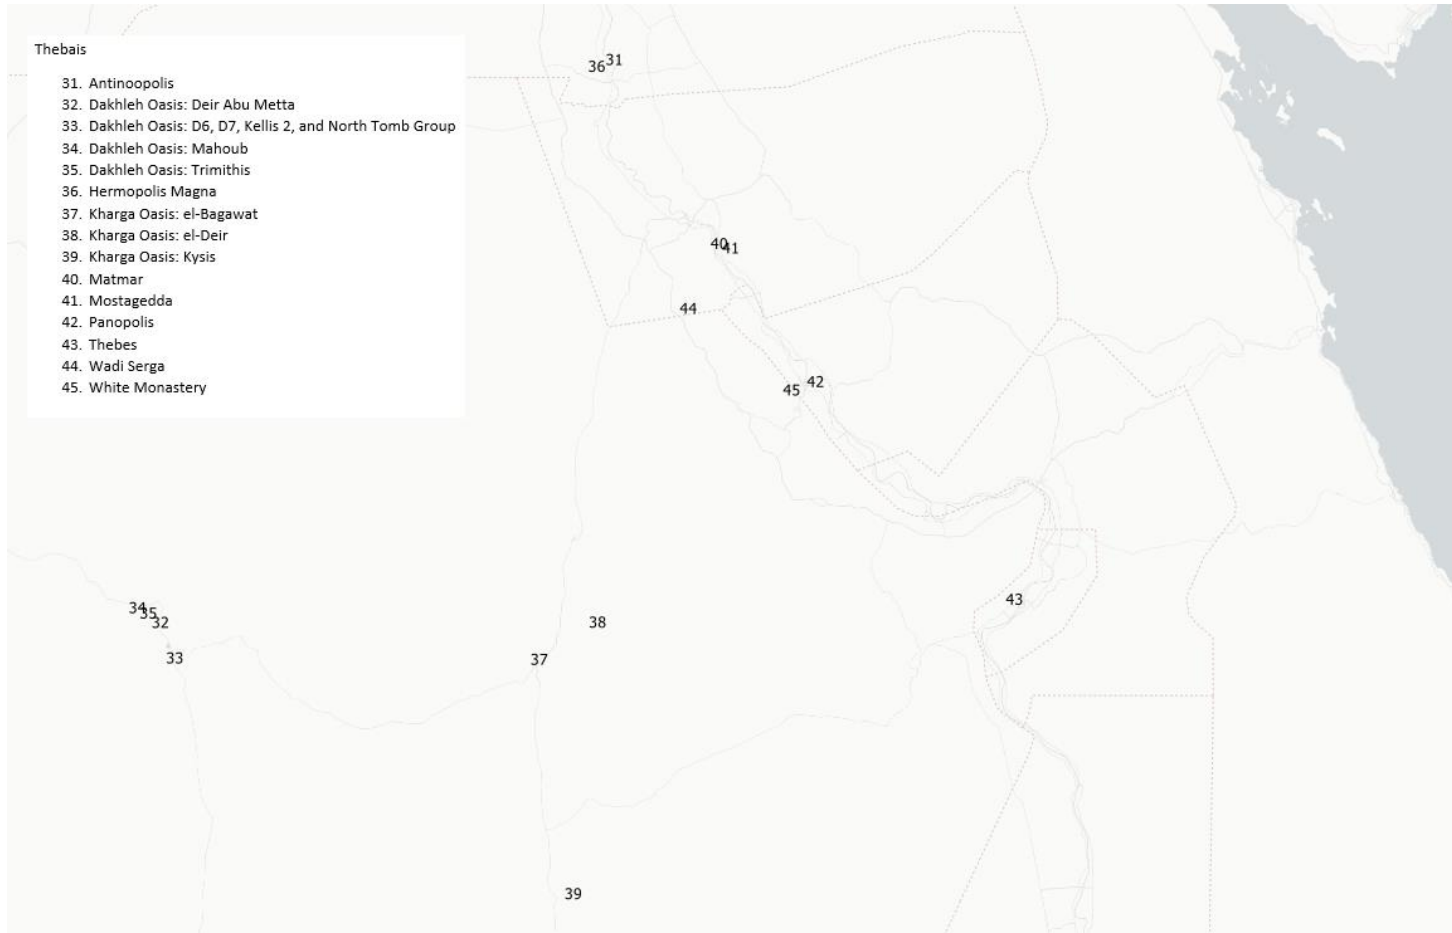 Thebais
31. Antinoopolis
32. Dakhleh Oasis: Deir Abu Metta
33. Dakhleh Oasis: D6, D7, Kellis 2, and North Tomb Group
34. Dakhleh Oasis: Mahoub
35. Dakhleh Oasis: Trimithis
36. Hermopolis Magna
37. Kharga Oasis: el-Bagawat
38. Kharga Oasis: el-Deir
39. Kharga Oasis: Kysis
40. Matmar
41. Mostagedda
42. Panopolis
43. Thebes
44. Wadi Serga
45. White Monastery
36 31
40 41
44
45 42
43
34 35
32
38
33
37
39